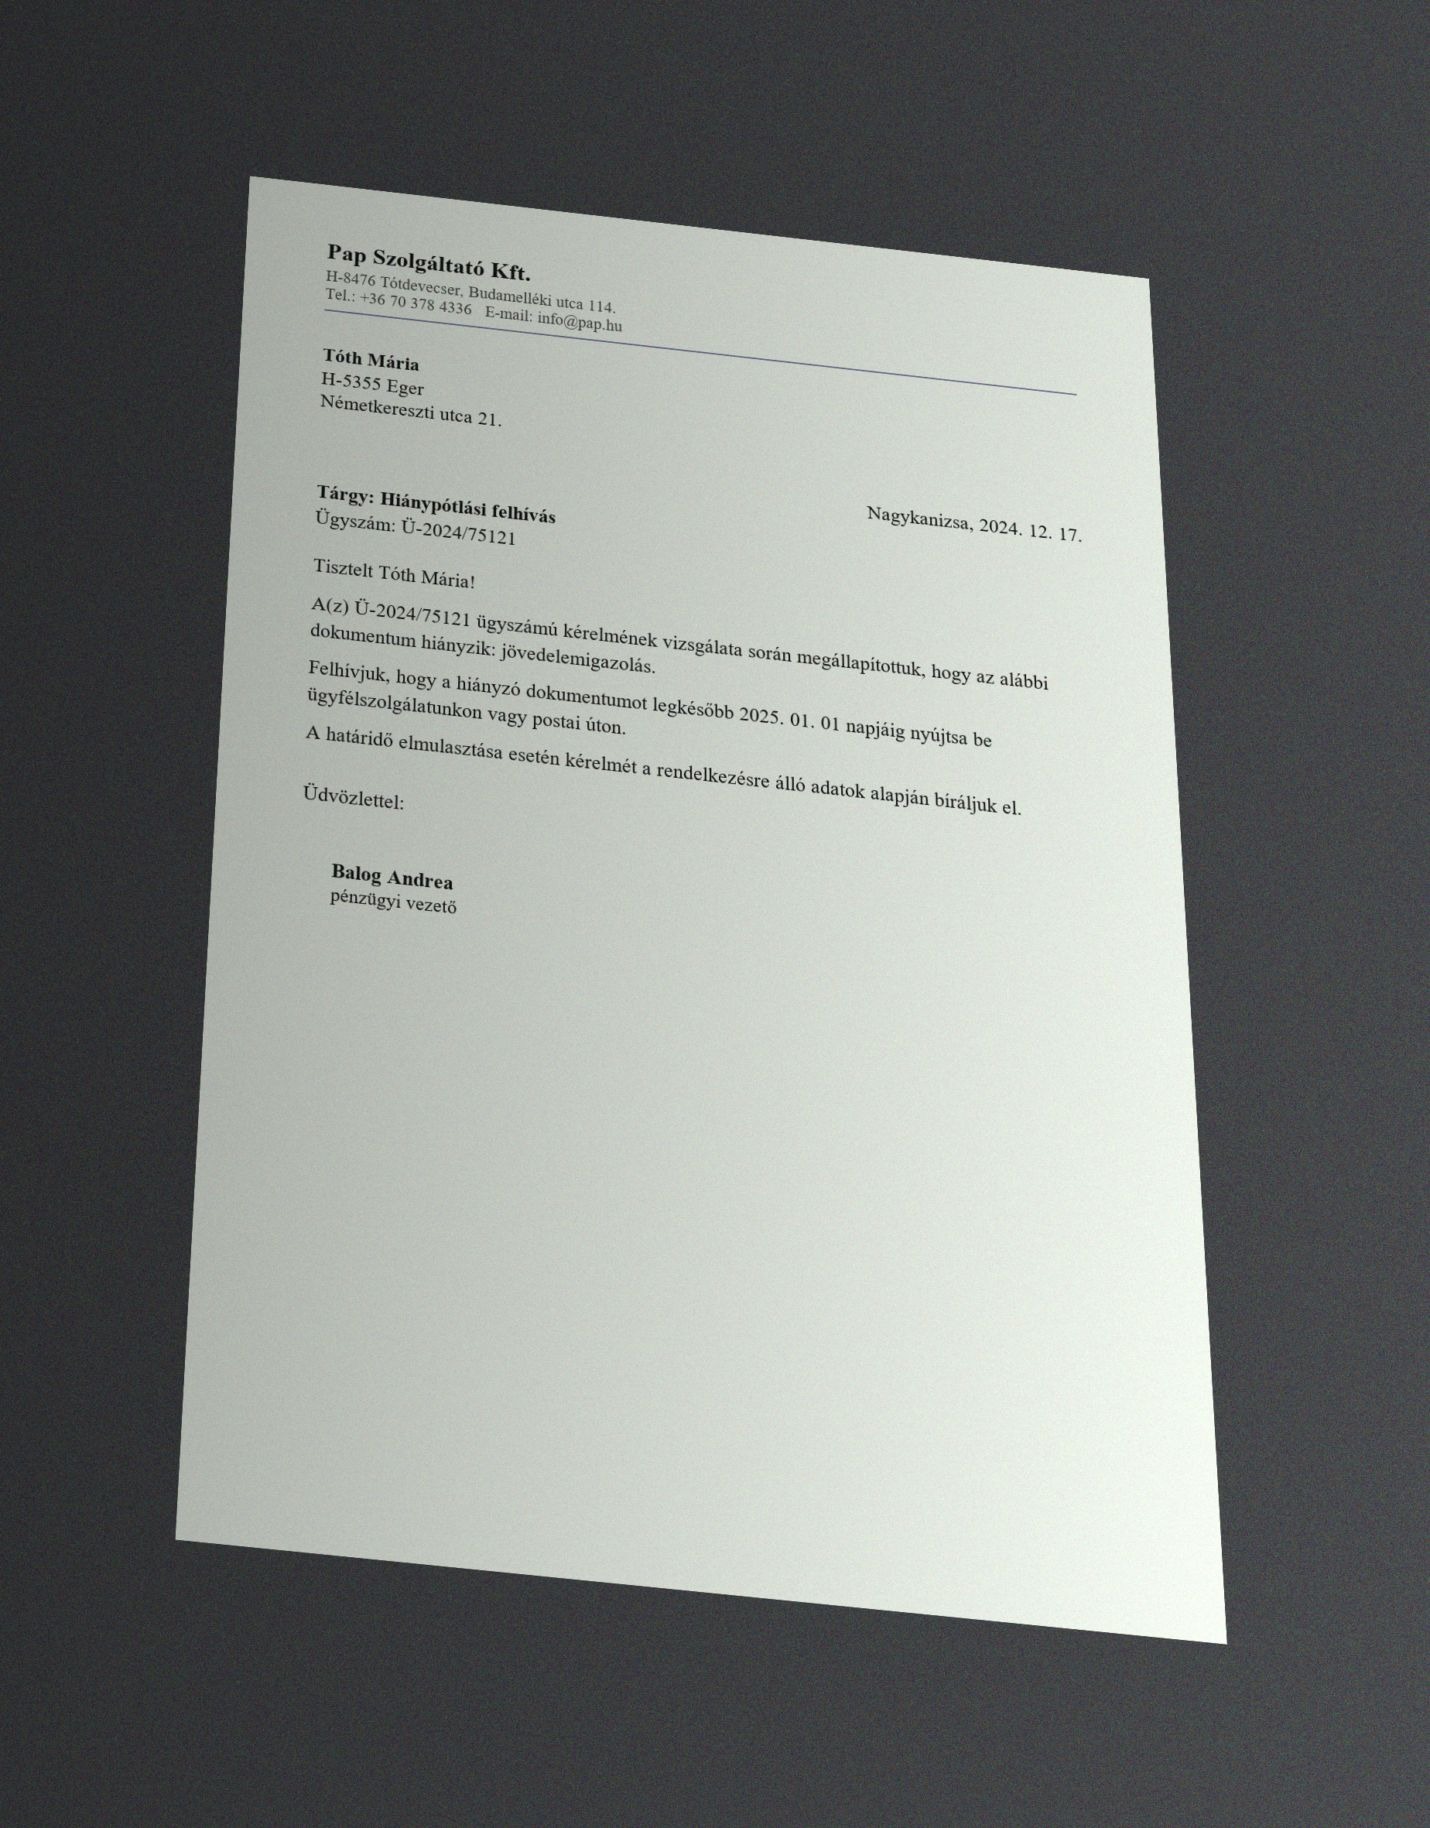 Pap Szolgáltató Kft.
H-8476 Tótdevecser, Budamelléki utca 114.
Tel.: +36 70 378 4336 E-mail: info@pap.hu
Tóth Mária
H-5355 Eger
Németkereszti utca 21.
Nagykanizsa, 2024. 12. 17.
Tárgy: Hiánypótlási felhívás
Ügyszám: Ü-2024/75121
Tisztelt Tóth Mária!
A(z) Ü-2024/75121 ügyszámú kérelmének vizsgálata során megállapítottuk, hogy az alábbi
dokumentum hiányzik: jövedelemigazolás.
Felhívjuk, hogy a hiányzó dokumentumot legkésőbb 2025. 01. 01 napjáig nyújtsa be
ügyfélszolgálatunkon vagy postai úton.
A határidő elmulasztása esetén kérelmét a rendelkezésre álló adatok alapján bíráljuk el.
Üdvözlettel:
Balog Andrea
pénzügyi vezető